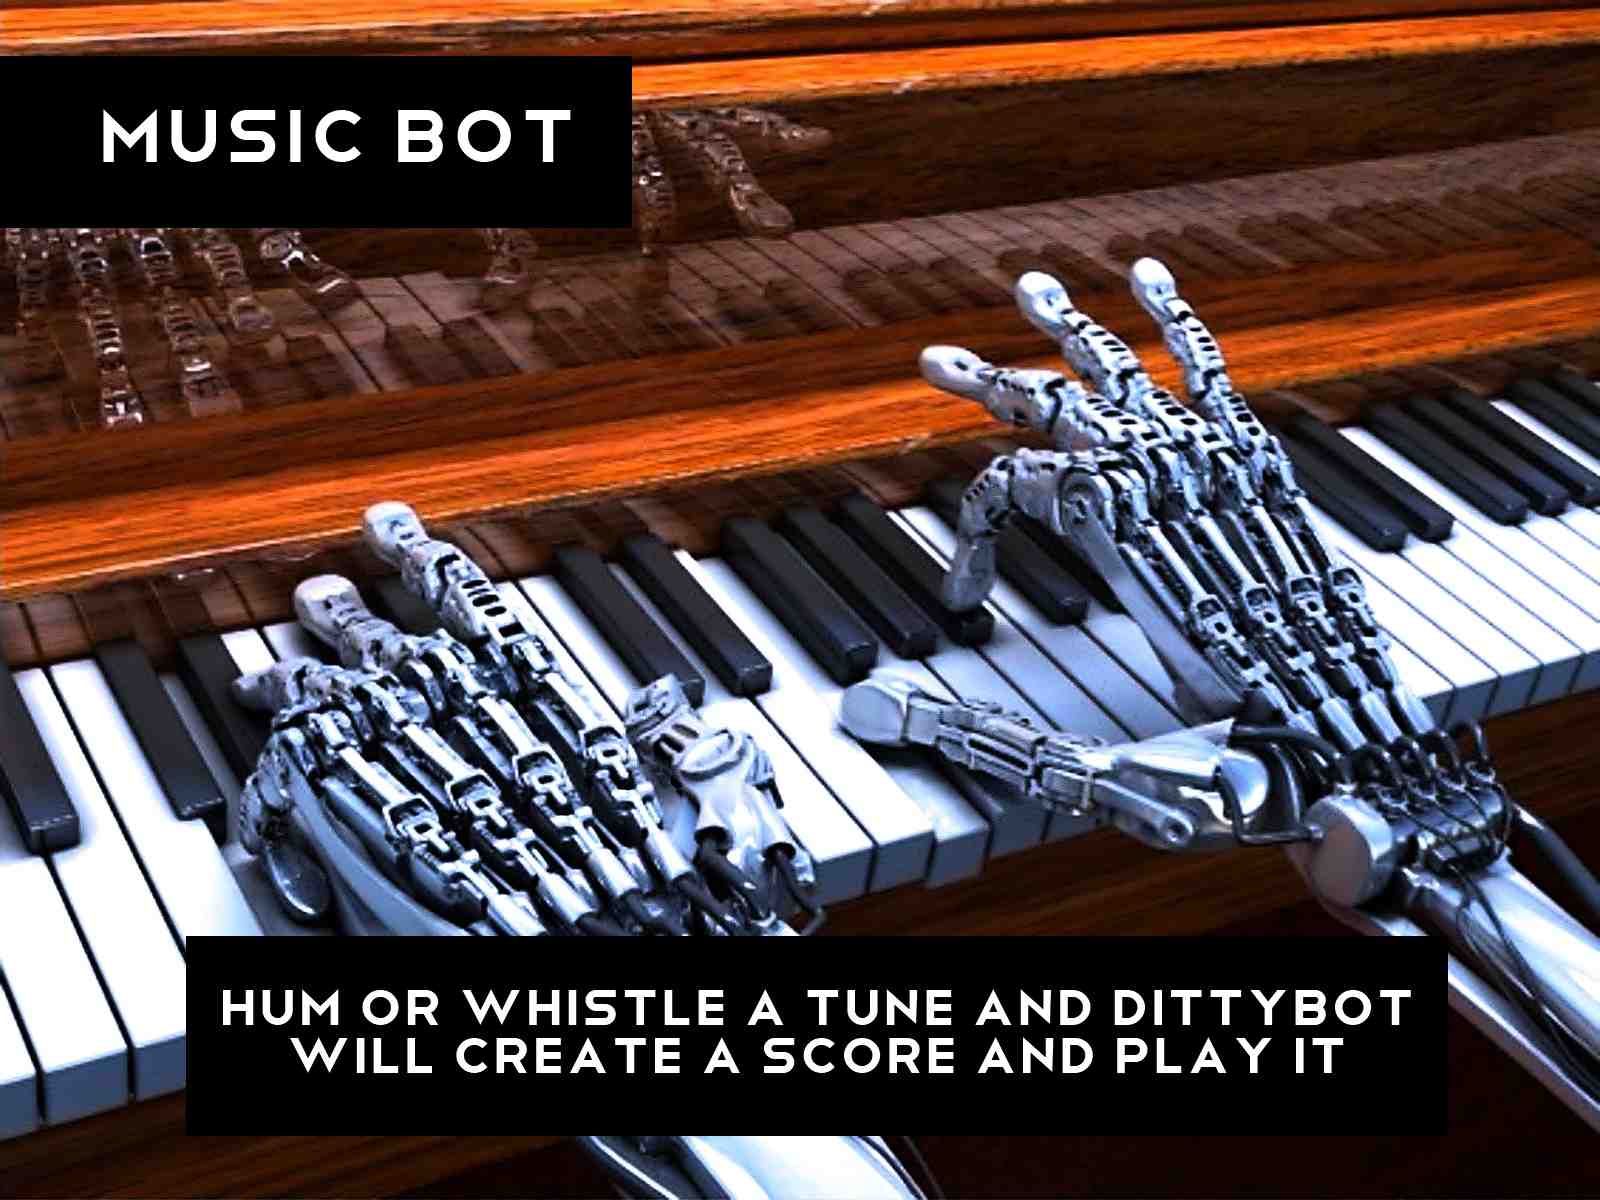 MUSIC BOT
HUM OR WHISTLE A TUNE AND DITTYBOT
WILL CREATE A SCORE AND PLAY IT